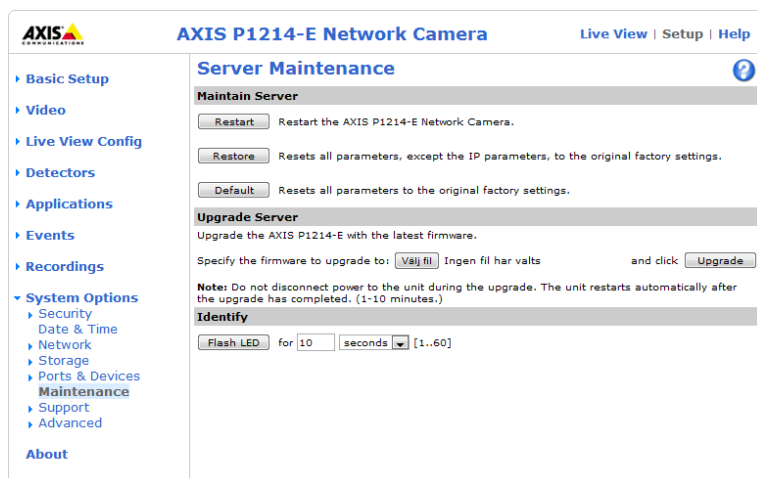 AXIS
COMMUNICATIONS
AXIS P1214-E Network Camera
Live View | Setup | Help
Basic Setup
Video
Live View Config
Detectors
Applications
Events
Recordings
System Options
Security
Date & Time
Network
Storage
Ports & Devices
Maintenance
Support
Advanced
About
Server Maintenance
?
Maintain Server
Restart Restart the AXIS P1214-E Network Camera.
Restore Resets all parameters, except the IP parameters, to the original factory settings.
Default Resets all parameters to the original factory settings.
Upgrade Server
Upgrade the AXIS P1214-E with the latest firmware.
Specify the firmware to upgrade to: Välj fil Ingen fil har valts and click Upgrade
Note: Do not disconnect power to the unit during the upgrade. The unit restarts automatically after
the upgrade has completed. (1-10 minutes.)
Identify
Flash LED for 10 seconds [1..60]